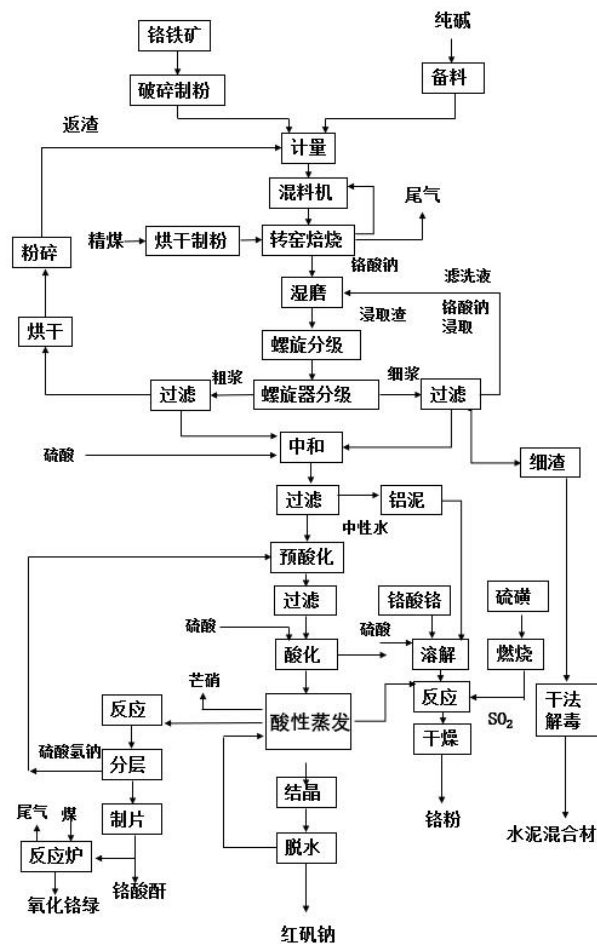 铬铁矿
纯碱
破碎制粉
备料
返渣
计量
混料机
尾气
粉碎
精煤
烘干制粉
转窑焙烧
铬酸钠
滤洗液
湿磨
浸取渣
铬酸钠
浸取
烘干
螺旋分级
粗浆
细浆
过滤
螺旋器分级
过滤
硫酸
中和
细渣
过滤
铝泥
中性水
预酸化
过滤
铬酸铬
硫磺
硫酸
酸化
硫酸
溶解
燃烧
芒硝
反应
酸性蒸发
反应
SO₂
干法
解毒
硫酸氢钠
分层
干燥
结晶
尾气
煤
制片
铬粉
水泥混合材
反应炉
脱水
氧化铬绿
铬酸酐
红矾钠